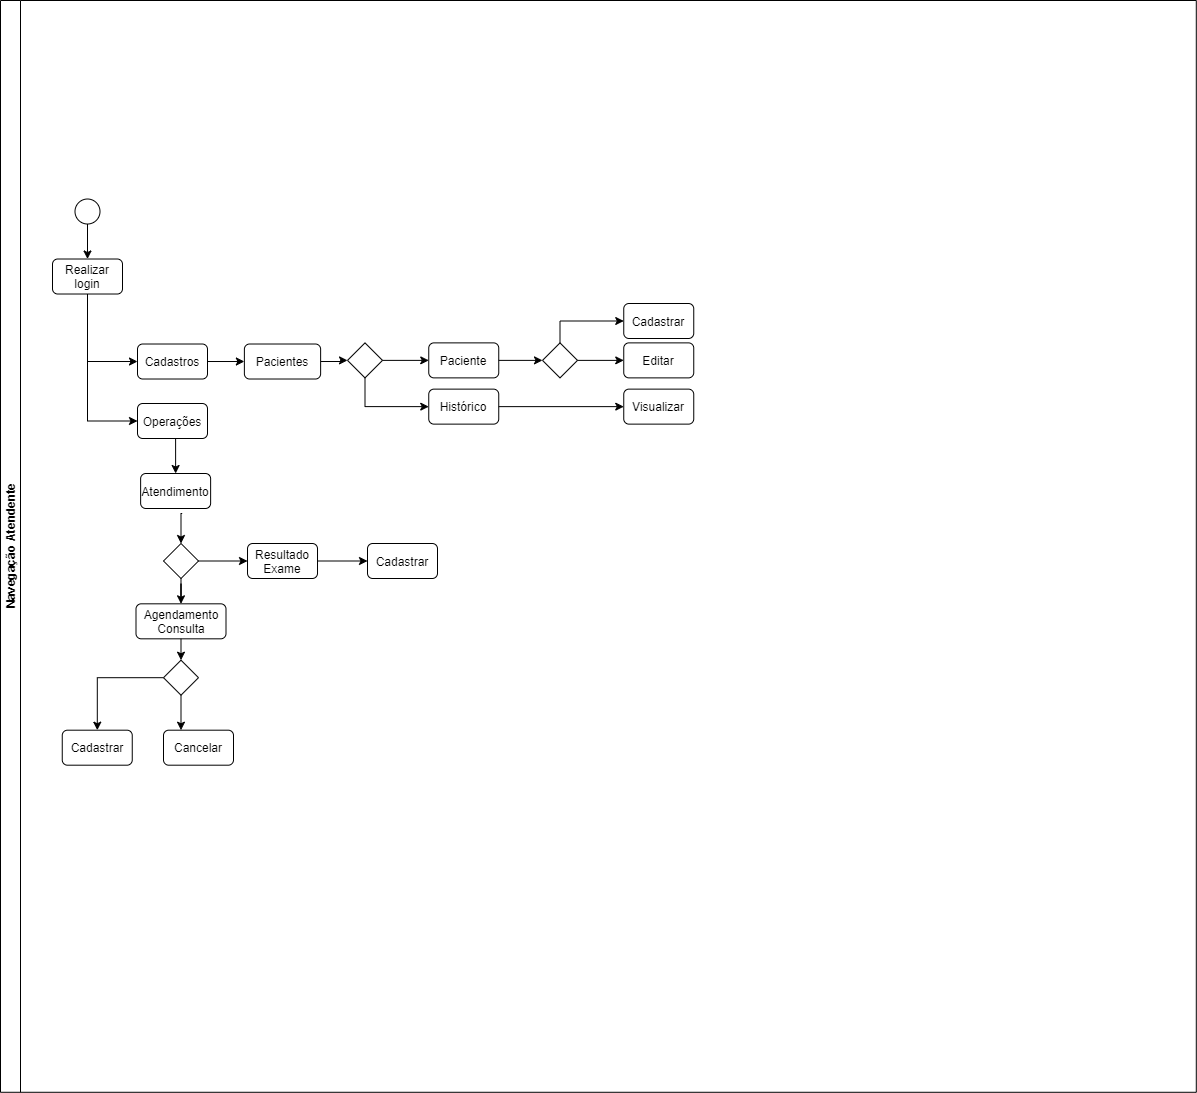 Navegação Atendente
Realizar
login
Cadastros
Pacientes
Paciente
Cadastrar
Editar
Histórico
Visualizar
Operações
Atendimento
Resultado
Exame
Cadastrar
Agendamento
Consulta
Cadastrar
Cancelar